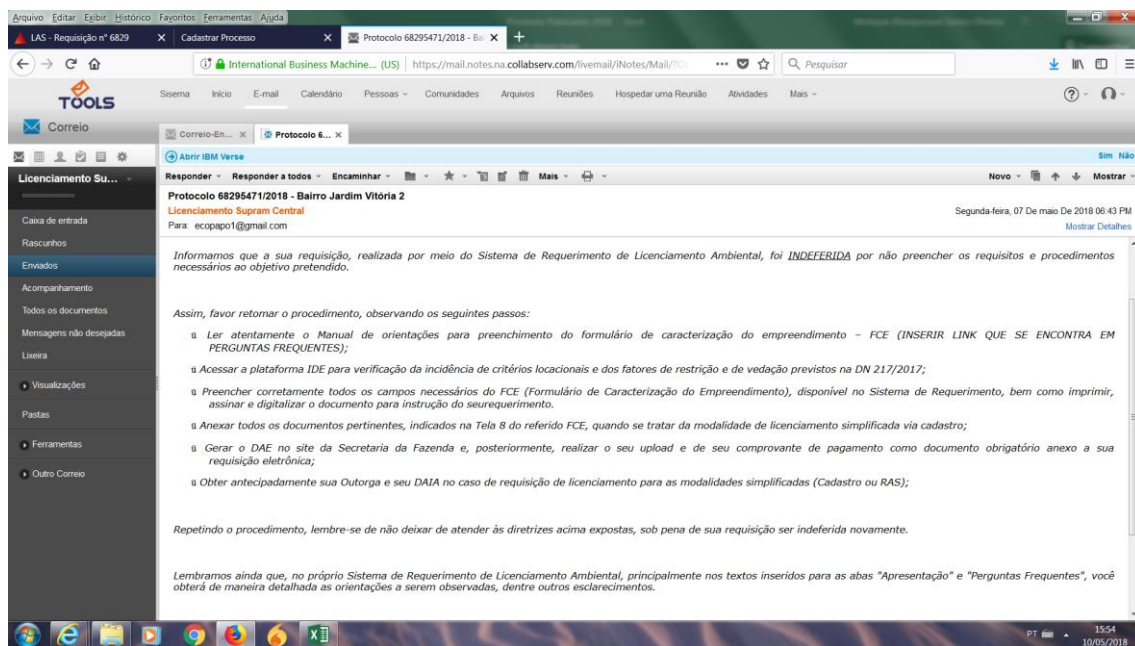 Arquivo Editar Exibir Histórico Favoritos Ferramentas Ajuda
LAS - Requisição nº 6829 X Cadastrar Processo X Protocolo 68295471/2018 - Ba X +
International Business Machine... (US) https://mail.notes.na.collabserv.com/livemail/iNotes/Mail/?O Pesquisar
TOOLS Sisema Início E-mail Calendário Pessoas Comunidades Arquivos Reuniões Hospedar uma Reunião Atividades Mais
Correio Correio-En... X Protocolo 6... X
Abrir IBM Verse Sim Não
Licenciamento Su... Responder Responder a todos Encaminhar Mais Novo Mostrar
Protocolo 68295471/2018 - Bairro Jardim Vitória 2
Licenciamento Supram Central Segunda-feira, 07 De maio De 2018 06:43 PM
Para: ecopapo1@gmail.com Mostrar Detalhes
Caixa de entrada
Rascunhos
Enviados
Acompanhamento
Todos os documentos
Mensagens não desejadas
Lixeira
Visualizações
Pastas
Ferramentas
Outro Correio
Informamos que a sua requisição, realizada por meio do Sistema de Requerimento de Licenciamento Ambiental, foi INDEFERIDA por não preencher os requisitos e procedimentos
necessários ao objetivo pretendido.
Assim, favor retomar o procedimento, observando os seguintes passos:
ü Ler atentamente o Manual de orientações para preenchimento do formulário de caracterização do empreendimento – FCE (INSERIR LINK QUE SE ENCONTRA EM
PERGUNTAS FREQUENTES);
ü Acessar a plataforma IDE para verificação da incidência de critérios locacionais e dos fatores de restrição e de vedação previstos na DN 217/2017;
ü Preencher corretamente todos os campos necessários do FCE (Formulário de Caracterização do Empreendimento), disponível no Sistema de Requerimento, bem como imprimir,
assinar e digitalizar o documento para instrução do seurequerimento.
ü Anexar todos os documentos pertinentes, indicados na Tela 8 do referido FCE, quando se tratar da modalidade de licenciamento simplificada via cadastro;
ü Gerar o DAE no site da Secretaria da Fazenda e, posteriormente, realizar o seu upload e de seu comprovante de pagamento como documento obrigatório anexo a sua
requisição eletrônica;
ü Obter antecipadamente sua Outorga e seu DAIA no caso de requisição de licenciamento para as modalidades simplificadas (Cadastro ou RAS);
Repetindo o procedimento, lembre-se de não deixar de atender às diretrizes acima expostas, sob pena de sua requisição ser indeferida novamente.
Lembramos ainda que, no próprio Sistema de Requerimento de Licenciamento Ambiental, principalmente nos textos inseridos para as abas "Apresentação" e "Perguntas Frequentes", você
obterá de maneira detalhada as orientações a serem observadas, dentre outros esclarecimentos.
PT 15:54
10/05/2018